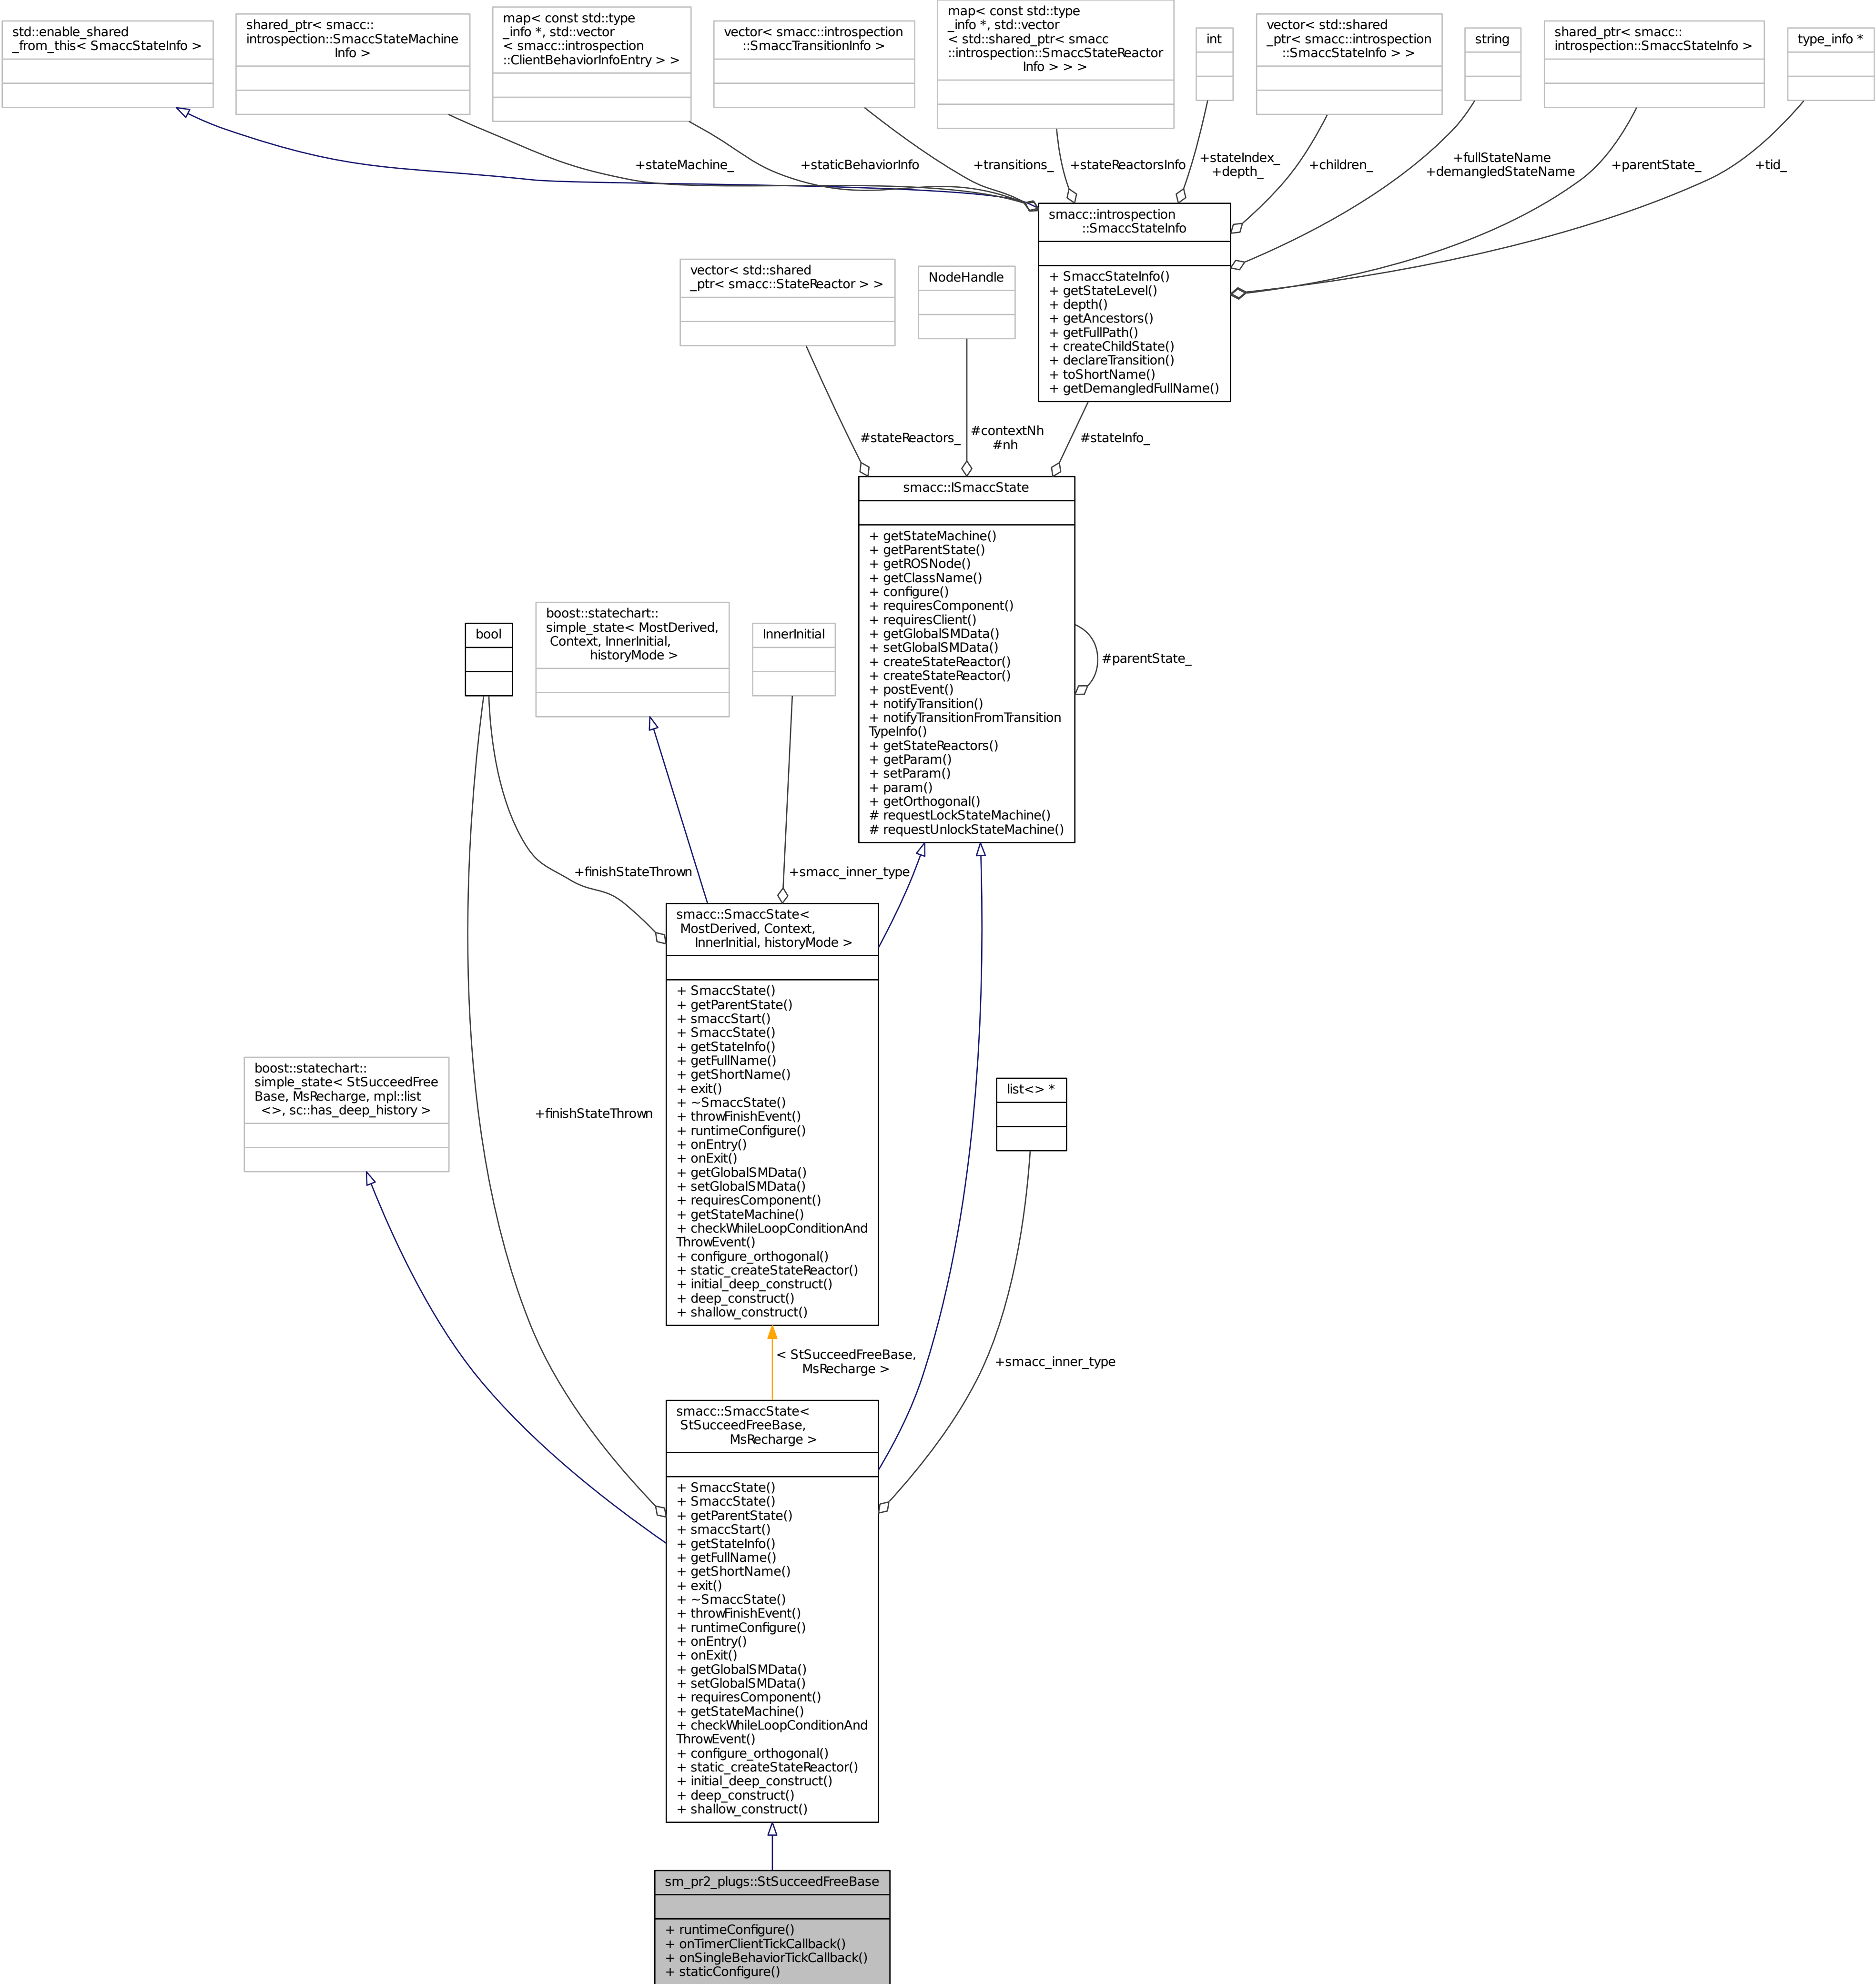 std::enable_shared
_from_this< SmaccStateInfo >
shared_ptr< smacc::
introspection::SmaccStateMachine
Info >
map< const std::type
_info *, std::vector
< smacc::introspection
::ClientBehaviorInfoEntry > >
vector< smacc::introspection
::SmaccTransitionInfo >
map< const std::type
_info *, std::vector
< std::shared_ptr< smacc
::introspection::SmaccStateReactor
Info > > >
int
vector< std::shared
_ptr< smacc::introspection
::SmaccStateInfo > >
string
shared_ptr< smacc::
introspection::SmaccStateInfo >
type_info *
+stateMachine_
+staticBehaviorInfo
+transitions_
+stateReactorsInfo
+stateIndex_
+depth_
+children_
+fullStateName
+demangledStateName
+parentState_
+tid_
smacc::introspection
::SmaccStateInfo
+ SmaccStateInfo()
+ getStateLevel()
+ depth()
+ getAncestors()
+ getFullPath()
+ createChildState()
+ declareTransition()
+ toShortName()
+ getDemangledFullName()
vector< std::shared
_ptr< smacc::StateReactor > >
NodeHandle
#stateReactors_
#contextNh
#nh
#stateInfo_
smacc::ISmaccState
+ getStateMachine()
+ getParentState()
+ getROSNode()
+ getClassName()
+ configure()
+ requiresComponent()
+ requiresClient()
+ getGlobalSMData()
+ setGlobalSMData()
+ createStateReactor()
+ createStateReactor()
+ postEvent()
+ notifyTransition()
+ notifyTransitionFromTransition
TypeInfo()
+ getStateReactors()
+ getParam()
+ setParam()
+ param()
+ getOrthogonal()
# requestLockStateMachine()
# requestUnlockStateMachine()
#parentState_
bool
boost::statechart::
simple_state< MostDerived,
Context, InnerInitial,
historyMode >
InnerInitial
+finishStateThrown
+smacc_inner_type
smacc::SmaccState<
MostDerived, Context,
InnerInitial, historyMode >
+ SmaccState()
+ getParentState()
+ smaccStart()
+ SmaccState()
+ getStateInfo()
+ getFullName()
+ getShortName()
+ exit()
+ ~SmaccState()
+ throwFinishEvent()
+ runtimeConfigure()
+ onEntry()
+ onExit()
+ getGlobalSMData()
+ setGlobalSMData()
+ requiresComponent()
+ getStateMachine()
+ checkWhileLoopConditionAnd
ThrowEvent()
+ configure_orthogonal()
+ static_createStateReactor()
+ initial_deep_construct()
+ deep_construct()
+ shallow_construct()
boost::statechart::
simple_state< StSucceedFree
Base, MsRecharge, mpl::list
<>, sc::has_deep_history >
+finishStateThrown
list<> *
< StSucceedFreeBase,
MsRecharge >
+smacc_inner_type
smacc::SmaccState<
StSucceedFreeBase,
MsRecharge >
+ SmaccState()
+ SmaccState()
+ getParentState()
+ smaccStart()
+ getStateInfo()
+ getFullName()
+ getShortName()
+ exit()
+ ~SmaccState()
+ throwFinishEvent()
+ runtimeConfigure()
+ onEntry()
+ onExit()
+ getGlobalSMData()
+ setGlobalSMData()
+ requiresComponent()
+ getStateMachine()
+ checkWhileLoopConditionAnd
ThrowEvent()
+ configure_orthogonal()
+ static_createStateReactor()
+ initial_deep_construct()
+ deep_construct()
+ shallow_construct()
sm_pr2_plugs::StSucceedFreeBase
+ runtimeConfigure()
+ onTimerClientTickCallback()
+ onSingleBehaviorTickCallback()
+ staticConfigure()